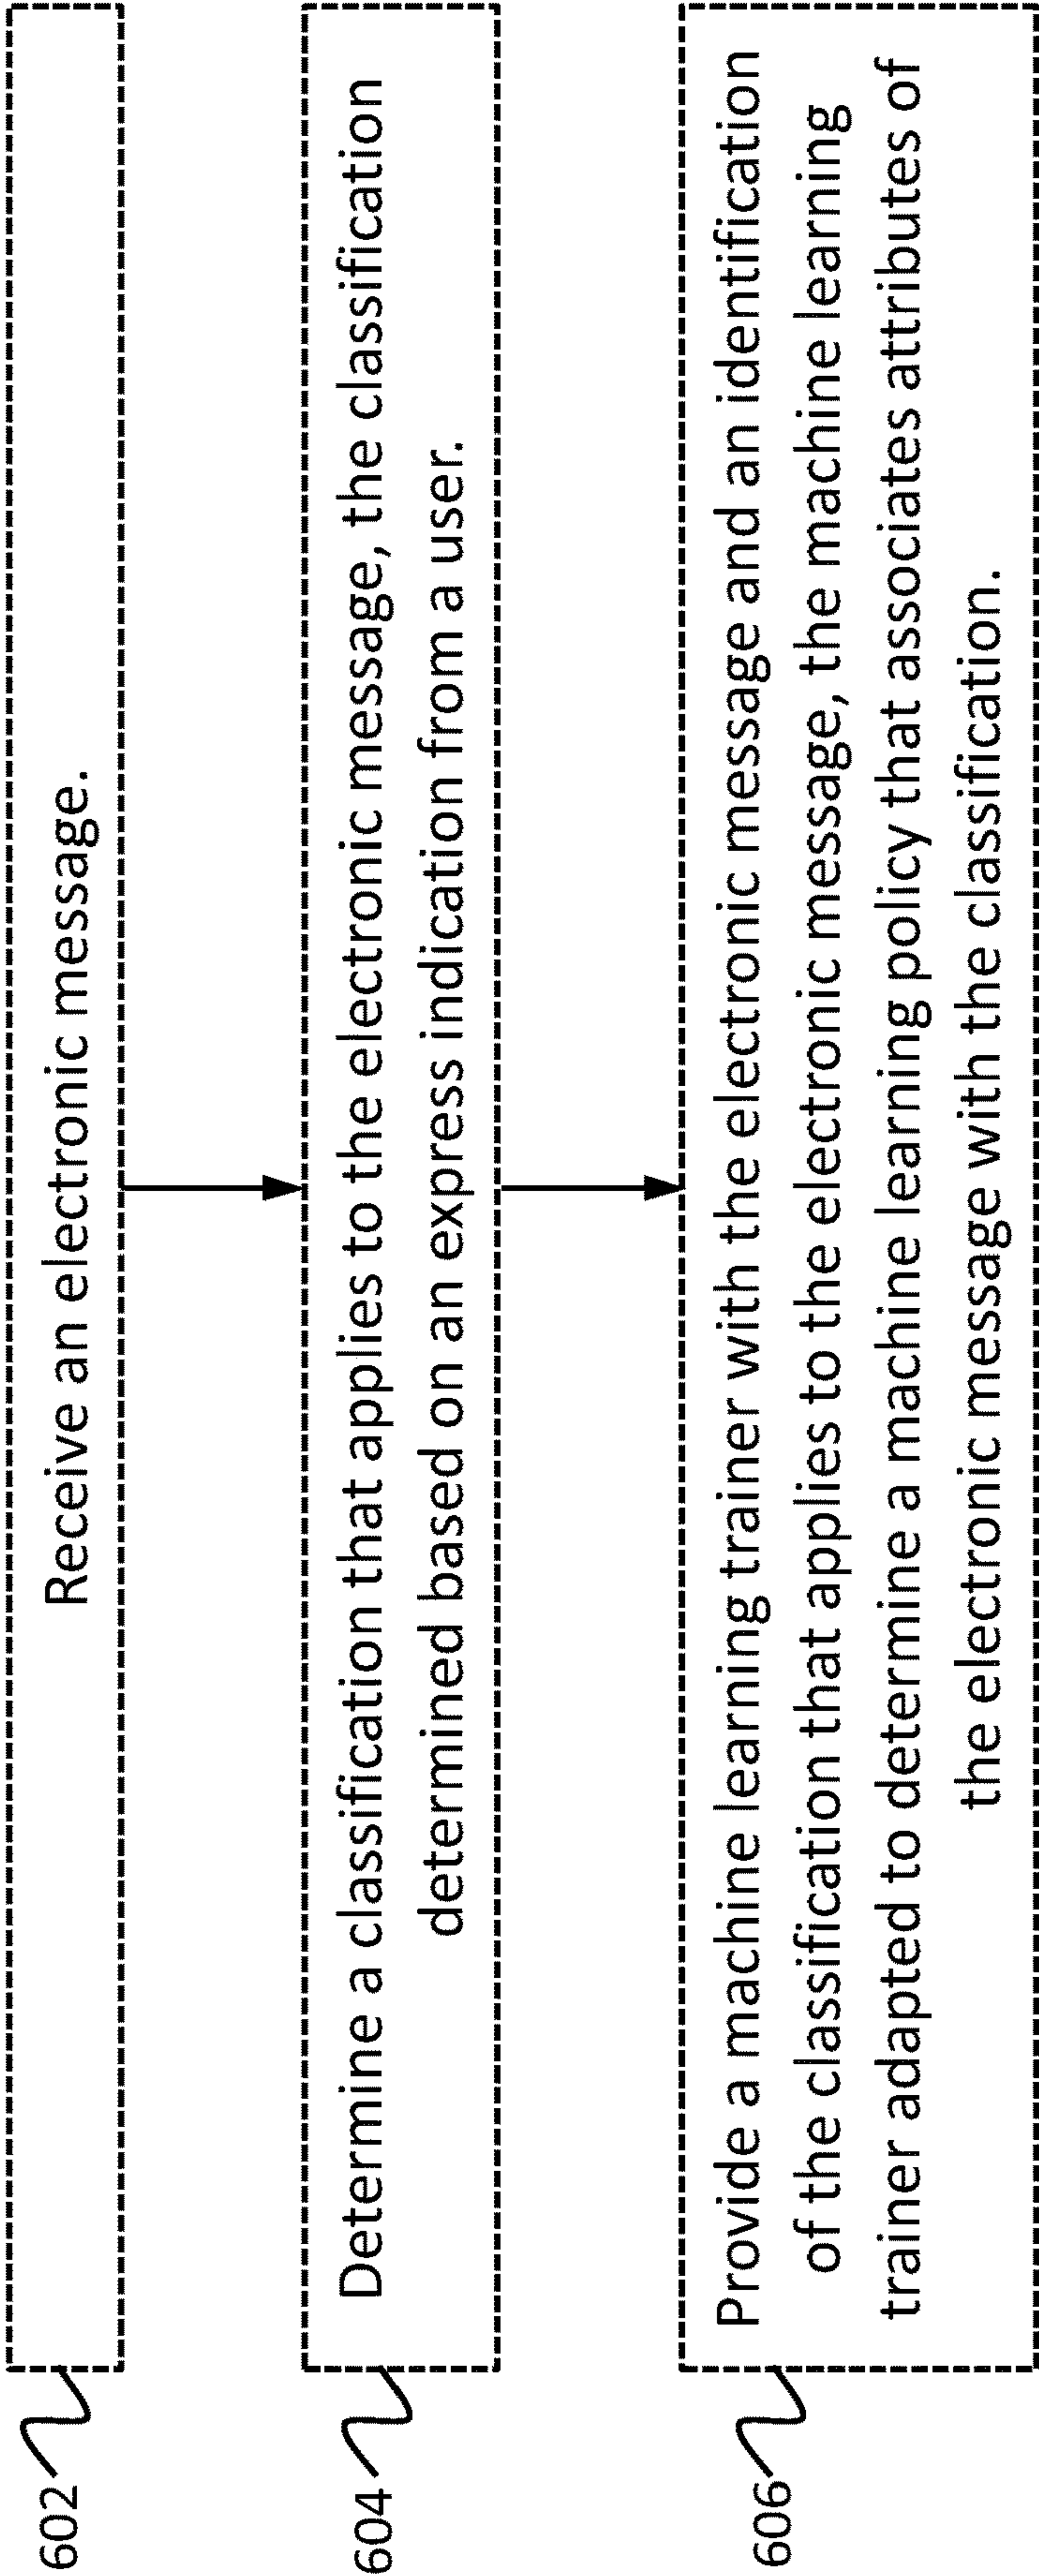 602
Receive an electronic message.
604
Determine a classification that applies to the electronic message, the classification
determined based on an express indication from a user.
606
Provide a machine learning trainer with the electronic message and an identification
of the classification that applies to the electronic message, the machine learning
trainer adapted to determine a machine learning policy that associates attributes of
the electronic message with the classification.